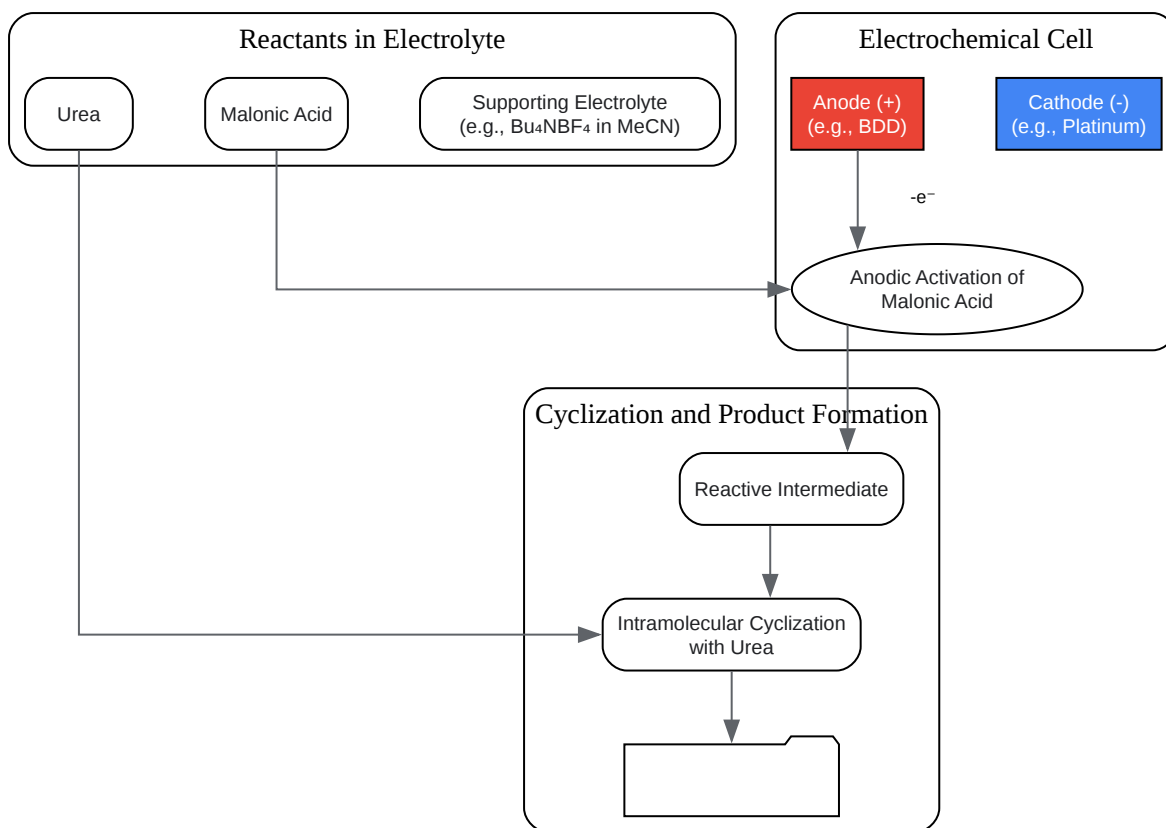 Reactants in Electrolyte
Urea
Malonic Acid
Supporting Electrolyte
(e.g., Bu₄NBF₄ in MeCN)
Electrochemical Cell
Anode (+)
(e.g., BDD)
Cathode (-)
(e.g., Platinum)
-e⁻
Anodic Activation of
Malonic Acid
Cyclization and Product Formation
Reactive Intermediate
Intramolecular Cyclization
with Urea